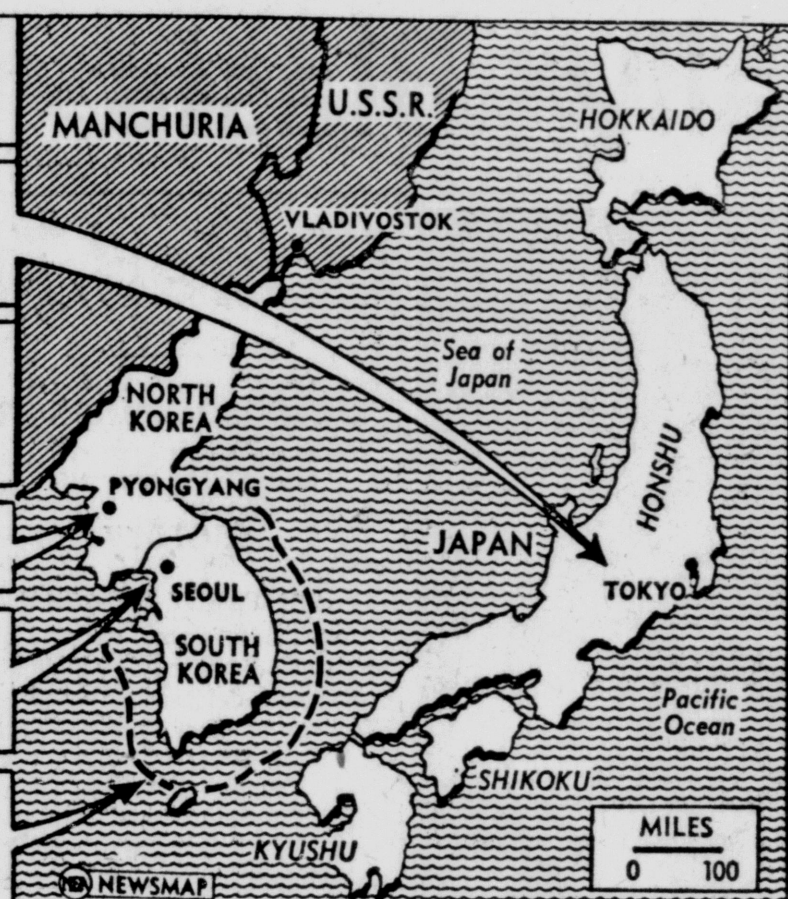 MANCHURIA
U.S.S.R.
HOKKAIDO
VLADIVOSTOK
Sea of
Japan
NORTH
KOREA
HONSHU
PYONGYANG
JAPAN
SEOUL
TOKYO
SOUTH
KOREA
Pacific
Ocean
SHIKOKU
MILES
0 100
KYUSHU
NEA NEWSMAP